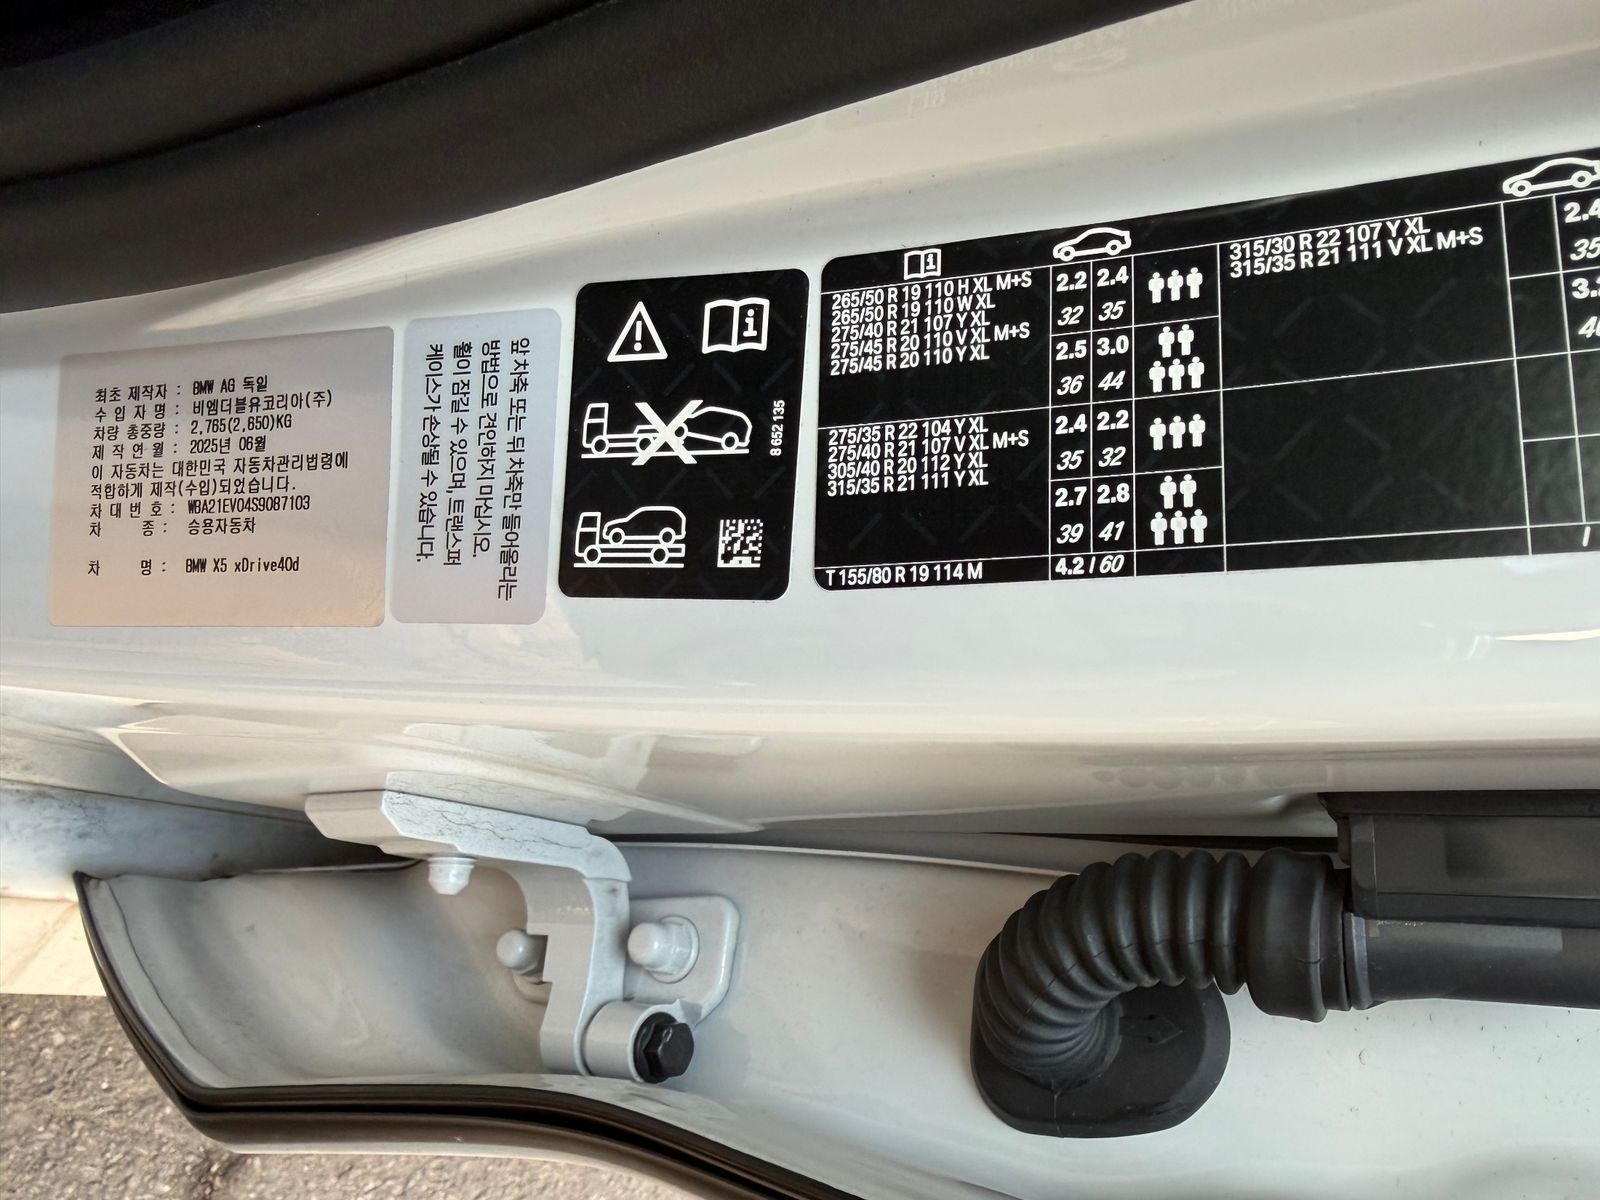 최초 제작자 : BMW AG 독일
수 입 자 명 : 비엠더블유코리아(주)
차량 총중량 : 2,765(2,650)KG
제 작 연 월 : 2025년 06월
이 자동차는 대한민국 자동차관리법령에
적합하게 제작(수입)되었습니다.
차 대 번 호 : WBA21EV04S9087103
차 종 : 승용자동차
차 명 : BMW X5 xDrive40d
앞 차축 또는 뒤 차축만 들어올리는
방법으로 견인하지 마십시오.
휠이 잠길 수 있으며, 트랜스퍼
케이스가 손상될 수 있습니다.
8 652 135
265/50 R 19 110 H XL M+S
265/50 R 19 110 W XL
275/40 R 21 107 Y XL
275/45 R 20 110 V XL M+S
275/45 R 20 110 Y XL
2.2 2.4
32 35
2.5 3.0
36 44
275/35 R 22 104 Y XL
275/40 R 21 107 V XL M+S
305/40 R 20 112 Y XL
315/35 R 21 111 Y XL
2.4 2.2
35 32
2.7 2.8
39 41
T 155/80 R 19 114 M
4.2 / 60
315/30 R 22 107 Y XL
315/35 R 21 111 V XL M+S
2.4
35